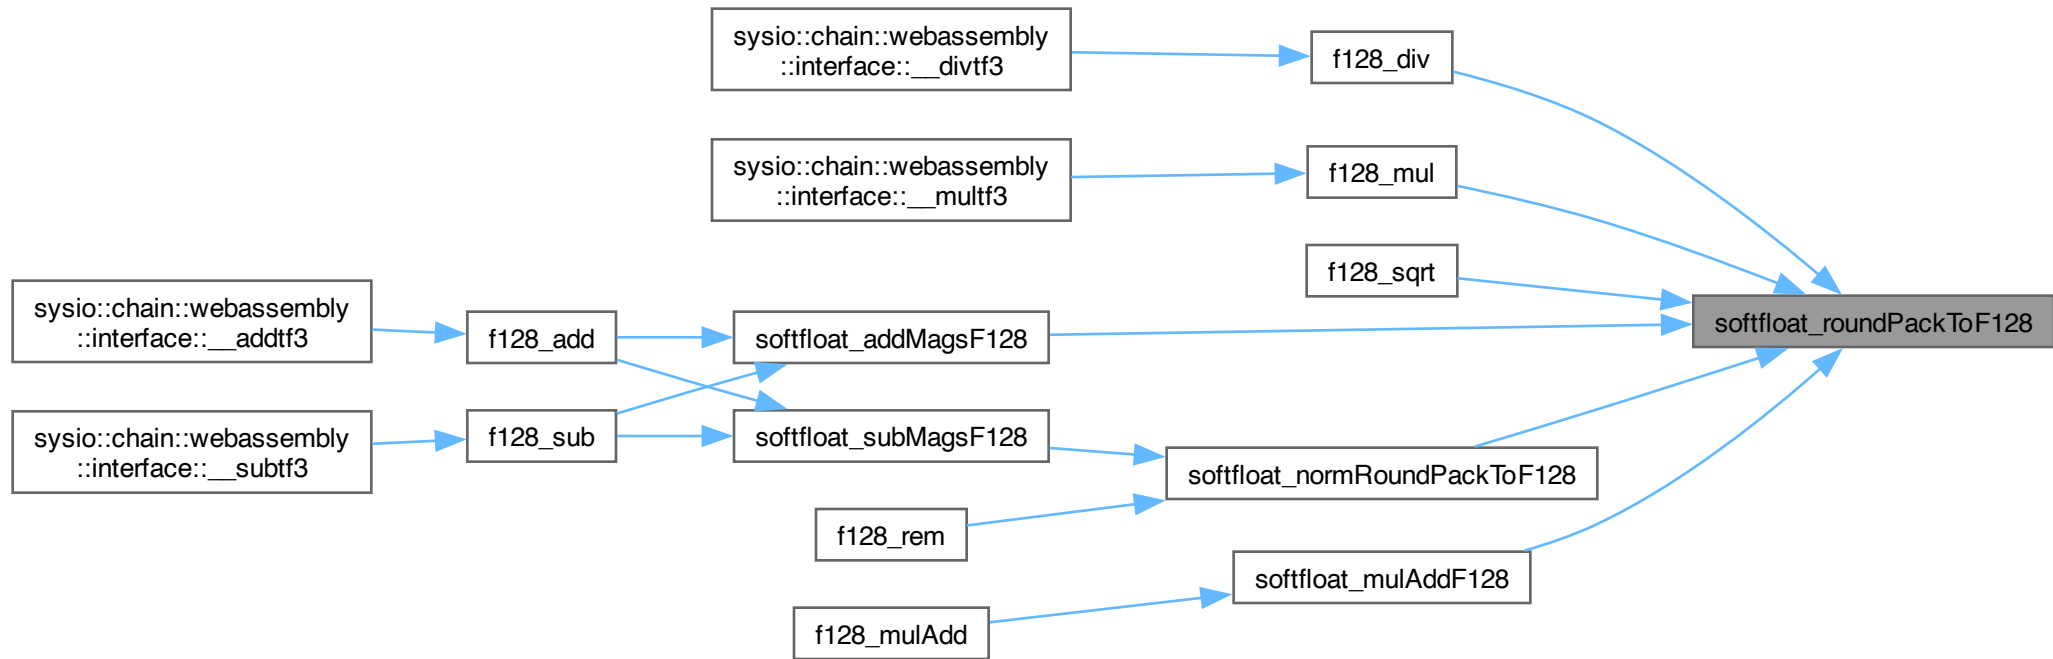 sysio::chain::webassembly
::interface::__divtf3
f128_div
sysio::chain::webassembly
::interface::__multf3
f128_mul
f128_sqrt
sysio::chain::webassembly
::interface::__addtf3
f128_add
softfloat_addMagsF128
softfloat_roundPackToF128
sysio::chain::webassembly
::interface::__subtf3
f128_sub
softfloat_subMagsF128
softfloat_normRoundPackToF128
f128_rem
softfloat_mulAddF128
f128_mulAdd